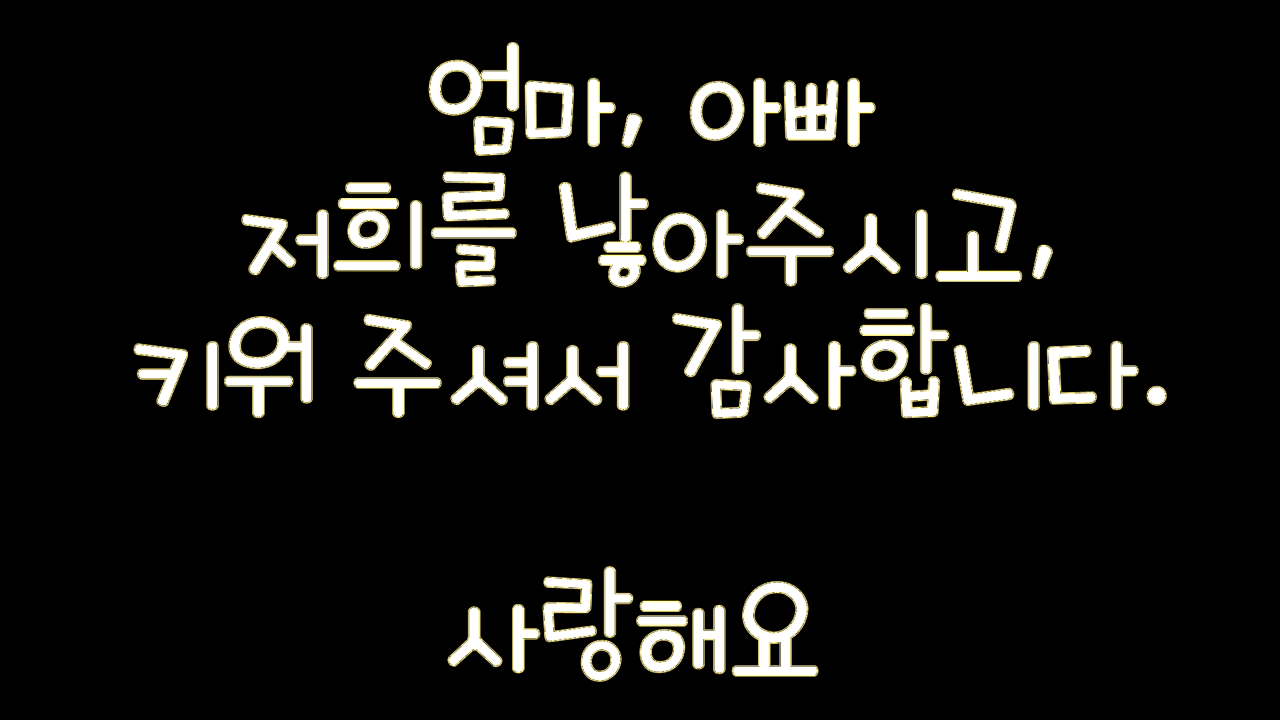 엄마, 아빠
저희를 낳아주시고,
키워 주셔서 감사합니다.
사랑해요